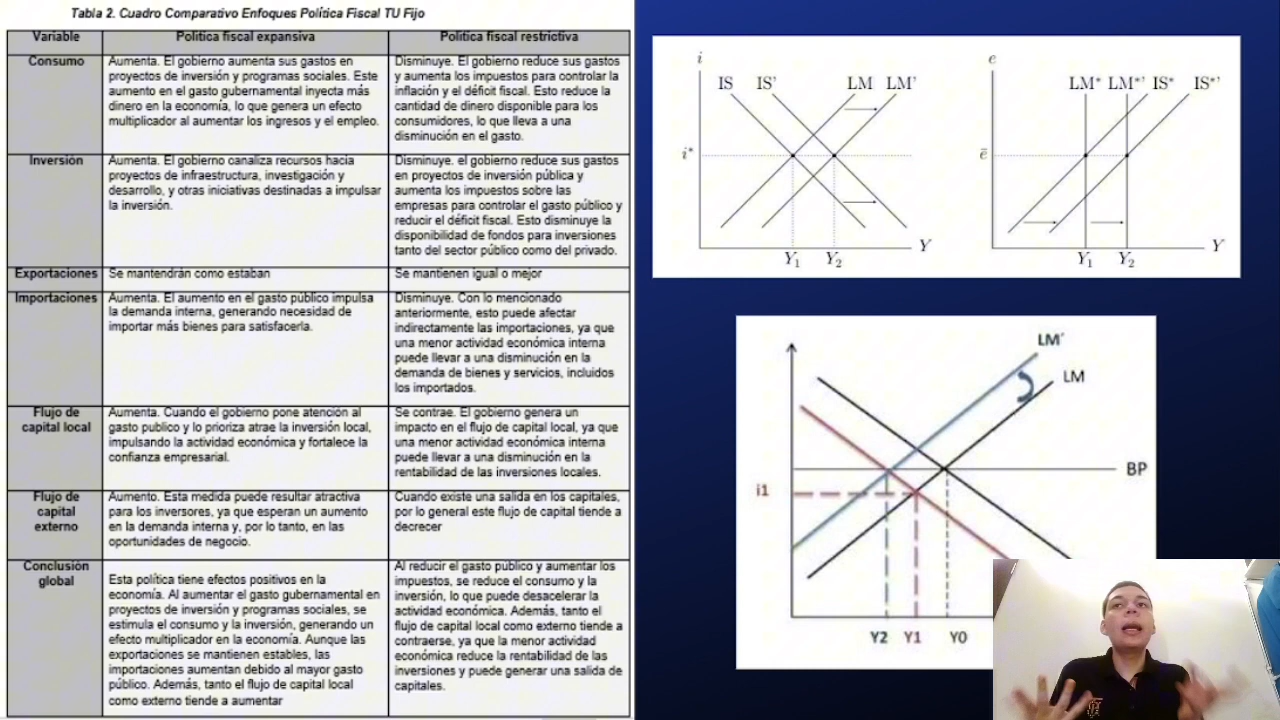 Tabla 2. Cuadro Comparativo Enfoques Política Fiscal TU Fijo
Variable
Política fiscal expansiva
Política fiscal restrictiva
Consumo
Aumenta. El gobierno aumenta sus gastos en
proyectos de inversión y programas sociales. Este
aumento en el gasto gubernamental inyecta más
dinero en la economía, lo que genera un efecto
multiplicador al aumentar los ingresos y el empleo.
Disminuye. El gobierno reduce sus gastos
y aumenta los impuestos para controlar la
inflación y el déficit fiscal. Esto reduce la
cantidad de dinero disponible para los
consumidores, lo que lleva a una
disminución en el gasto.
Inversión
Aumenta. El gobierno canaliza recursos hacia
proyectos de infraestructura, investigación y
desarrollo, y otras iniciativas destinadas a impulsar
la inversión.
Disminuye. el gobierno reduce sus gastos
en proyectos de inversión pública y
aumenta los impuestos sobre las
empresas para controlar el gasto público y
reducir el déficit fiscal. Esto disminuye la
disponibilidad de fondos para inversiones
tanto del sector público como del privado.
Exportaciones
Se mantendrán como estaban
Se mantienen igual o mejor
Importaciones
Aumenta. El aumento en el gasto público impulsa
la demanda interna, generando necesidad de
importar más bienes para satisfacerla.
Disminuye. Con lo mencionado
anteriormente, esto puede afectar
indirectamente las importaciones, ya que
una menor actividad económica interna
puede llevar a una disminución en la
demanda de bienes y servicios, incluidos
los importados.
Flujo de
capital local
Aumenta. Cuando el gobierno pone atención al
gasto publico y lo prioriza atrae la inversión local,
impulsando la actividad económica y fortalece la
confianza empresarial.
Se contrae. El gobierno genera un
impacto en el flujo de capital local, ya que
una menor actividad económica interna
puede llevar a una disminución en la
rentabilidad de las inversiones locales.
Flujo de
capital
externo
Aumento. Esta medida puede resultar atractiva
para los inversores, ya que esperan un aumento
en la demanda interna y, por lo tanto, en las
oportunidades de negocio.
Cuando existe una salida en los capitales,
por lo general este flujo de capital tiende a
decrecer
Conclusión
global
Esta política tiene efectos positivos en la
economía. Al aumentar el gasto gubernamental en
proyectos de inversión y programas sociales, se
estimula el consumo y la inversión, generando un
efecto multiplicador en la economía. Aunque las
exportaciones se mantienen estables, las
importaciones aumentan debido al mayor gasto
público. Además, tanto el flujo de capital local
como externo tiende a aumentar
Al reducir el gasto público y aumentar los
impuestos, se reduce el consumo y la
inversión, lo que puede desacelerar la
actividad económica. Además, tanto el
flujo de capital local como externo tiende a
contraerse, ya que la menor actividad
económica reduce la rentabilidad de las
inversiones y puede generar una salida de
capitales.
i
IS IS' LM LM'
i*
Y₁ Y₂ Y
e
LM* LM*' IS* IS*'
ē
Y₁ Y₂ Y
LM´
LM
BP
i1
Y2 Y1 Y0